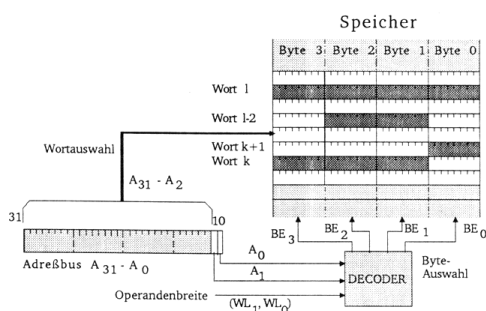 Speicher
Byte 3 Byte 2 Byte 1 Byte 0
Wort l
Wort l-2
Wort k+1
Wort k
Wortauswahl
A31 - A2
31
10
BE3
BE2
BE1
BE0
A0
A1
Adreßbus A31 - A0
DECODER
Byte-
Auswahl
Operandenbreite
(WL1, WL0)